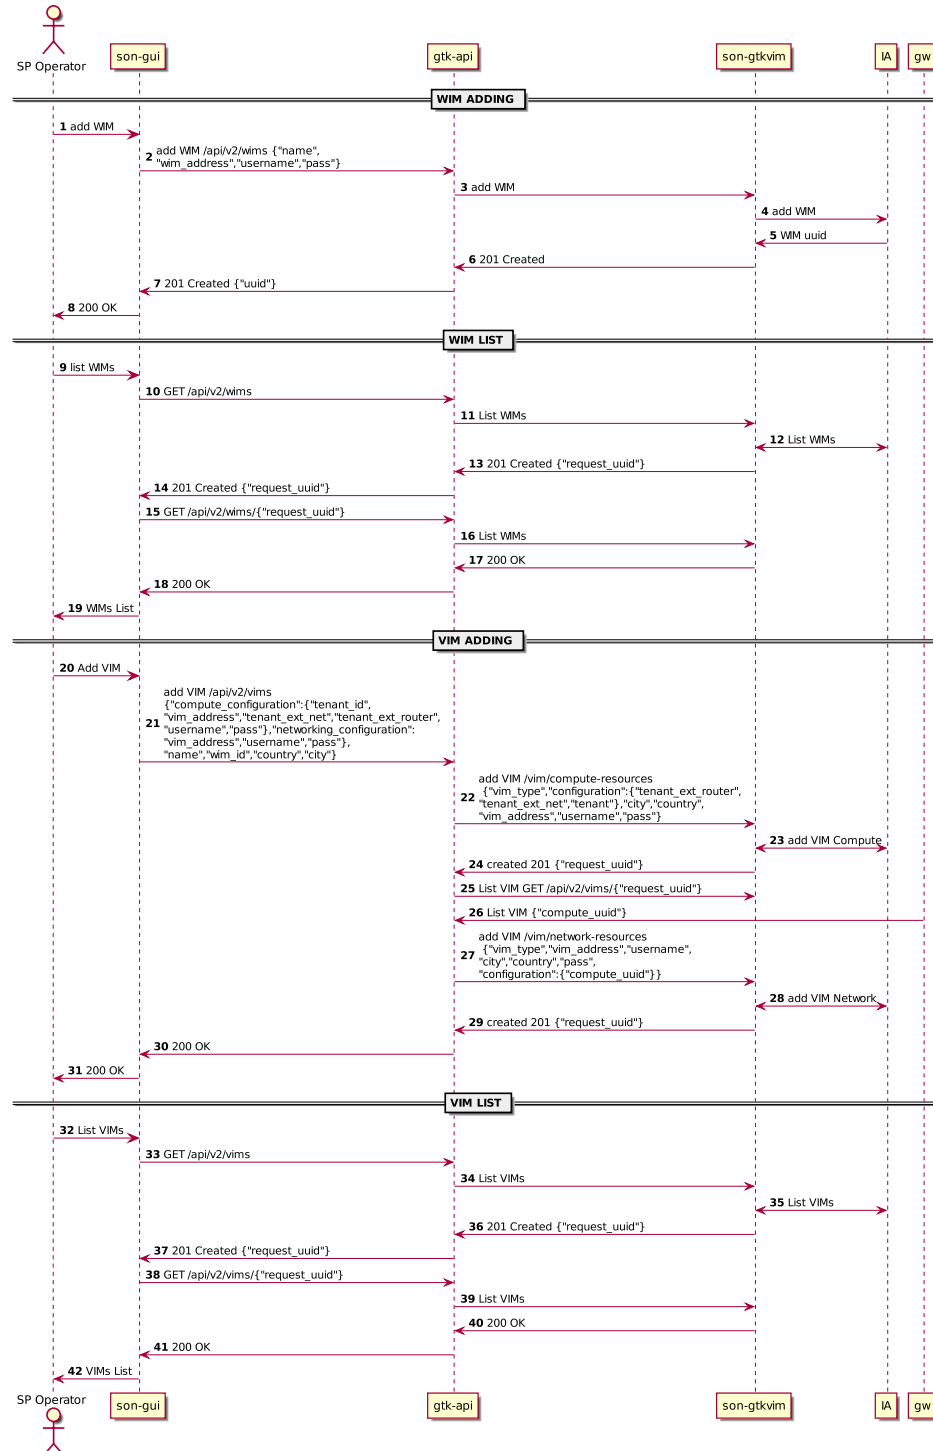 SP Operator
son-gui
gtk-api
son-gtkvim
IA
gw
WIM ADDING
1 add WIM
2 add WIM /api/v2/wims {"name",
"wim_address","username","pass"}
3 add WIM
4 add WIM
5 WIM uuid
6 201 Created
7 201 Created {"uuid"}
8 200 OK
WIM LIST
9 list WIMs
10 GET /api/v2/wims
11 List WIMs
12 List WIMs
13 201 Created {"request_uuid"}
14 201 Created {"request_uuid"}
15 GET /api/v2/wims/{"request_uuid"}
16 List WIMs
17 200 OK
18 200 OK
19 WIMs List
VIM ADDING
20 Add VIM
21 add VIM /api/v2/vims
{"compute_configuration":{"tenant_id",
"vim_address","tenant_ext_net","tenant_ext_router",
"username","pass"},"networking_configuration":
"vim_address","username","pass"},
"name","wim_id","country","city"}
22 add VIM /vim/compute-resources
{"vim_type","configuration":{"tenant_ext_router",
"tenant_ext_net","tenant"},"city","country",
"vim_address","username","pass"}
23 add VIM Compute
24 created 201 {"request_uuid"}
25 List VIM GET /api/v2/vims/{"request_uuid"}
26 List VIM {"compute_uuid"}
27 add VIM /vim/network-resources
{"vim_type","vim_address","username",
"city","country","pass",
"configuration":{"compute_uuid"}}
28 add VIM Network
29 created 201 {"request_uuid"}
30 200 OK
31 200 OK
VIM LIST
32 List VIMs
33 GET /api/v2/vims
34 List VIMs
35 List VIMs
36 201 Created {"request_uuid"}
37 201 Created {"request_uuid"}
38 GET /api/v2/vims/{"request_uuid"}
39 List VIMs
40 200 OK
41 200 OK
42 VIMs List
SP Operator
son-gui
gtk-api
son-gtkvim
IA
gw